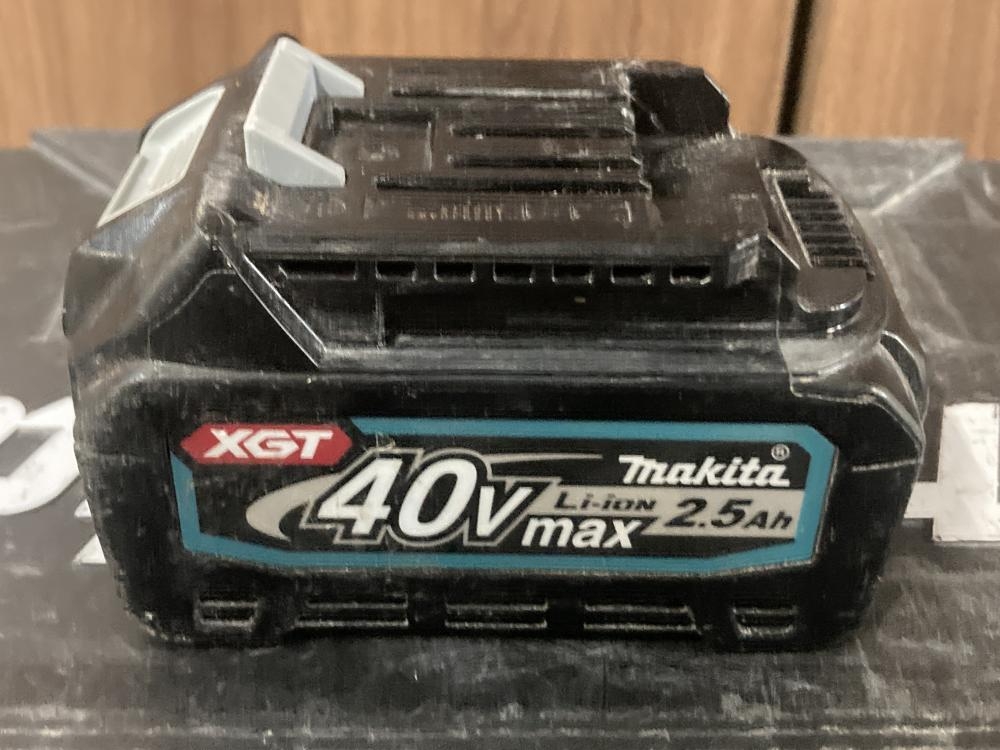 XGT
40v max
makita®
Li-ion 2.5Ah